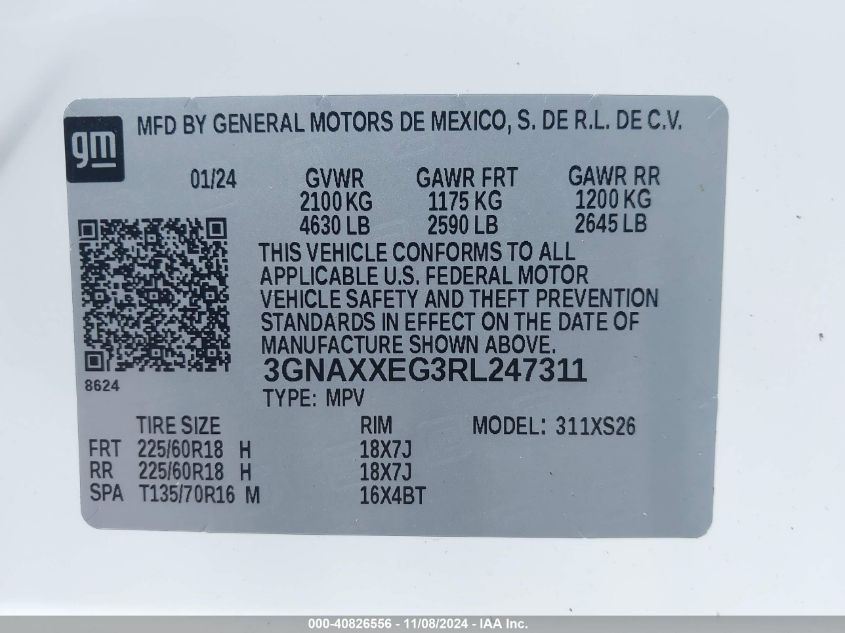 gm
MFD BY GENERAL MOTORS DE MEXICO, S. DE R.L. DE C.V.
01/24 GVWR GAWR FRT GAWR RR
2100 KG 1175 KG 1200 KG
4630 LB 2590 LB 2645 LB
THIS VEHICLE CONFORMS TO ALL
APPLICABLE U.S. FEDERAL MOTOR
VEHICLE SAFETY AND THEFT PREVENTION
STANDARDS IN EFFECT ON THE DATE OF
MANUFACTURE SHOWN ABOVE.
3GNAXXEG3RL247311
8624
TYPE: MPV
TIRE SIZE RIM MODEL: 311XS26
FRT 225/60R18 H 18X7J
RR 225/60R18 H 18X7J
SPA T135/70R16 M 16X4BT
000-40826556 - 11/08/2024 - IAA Inc.